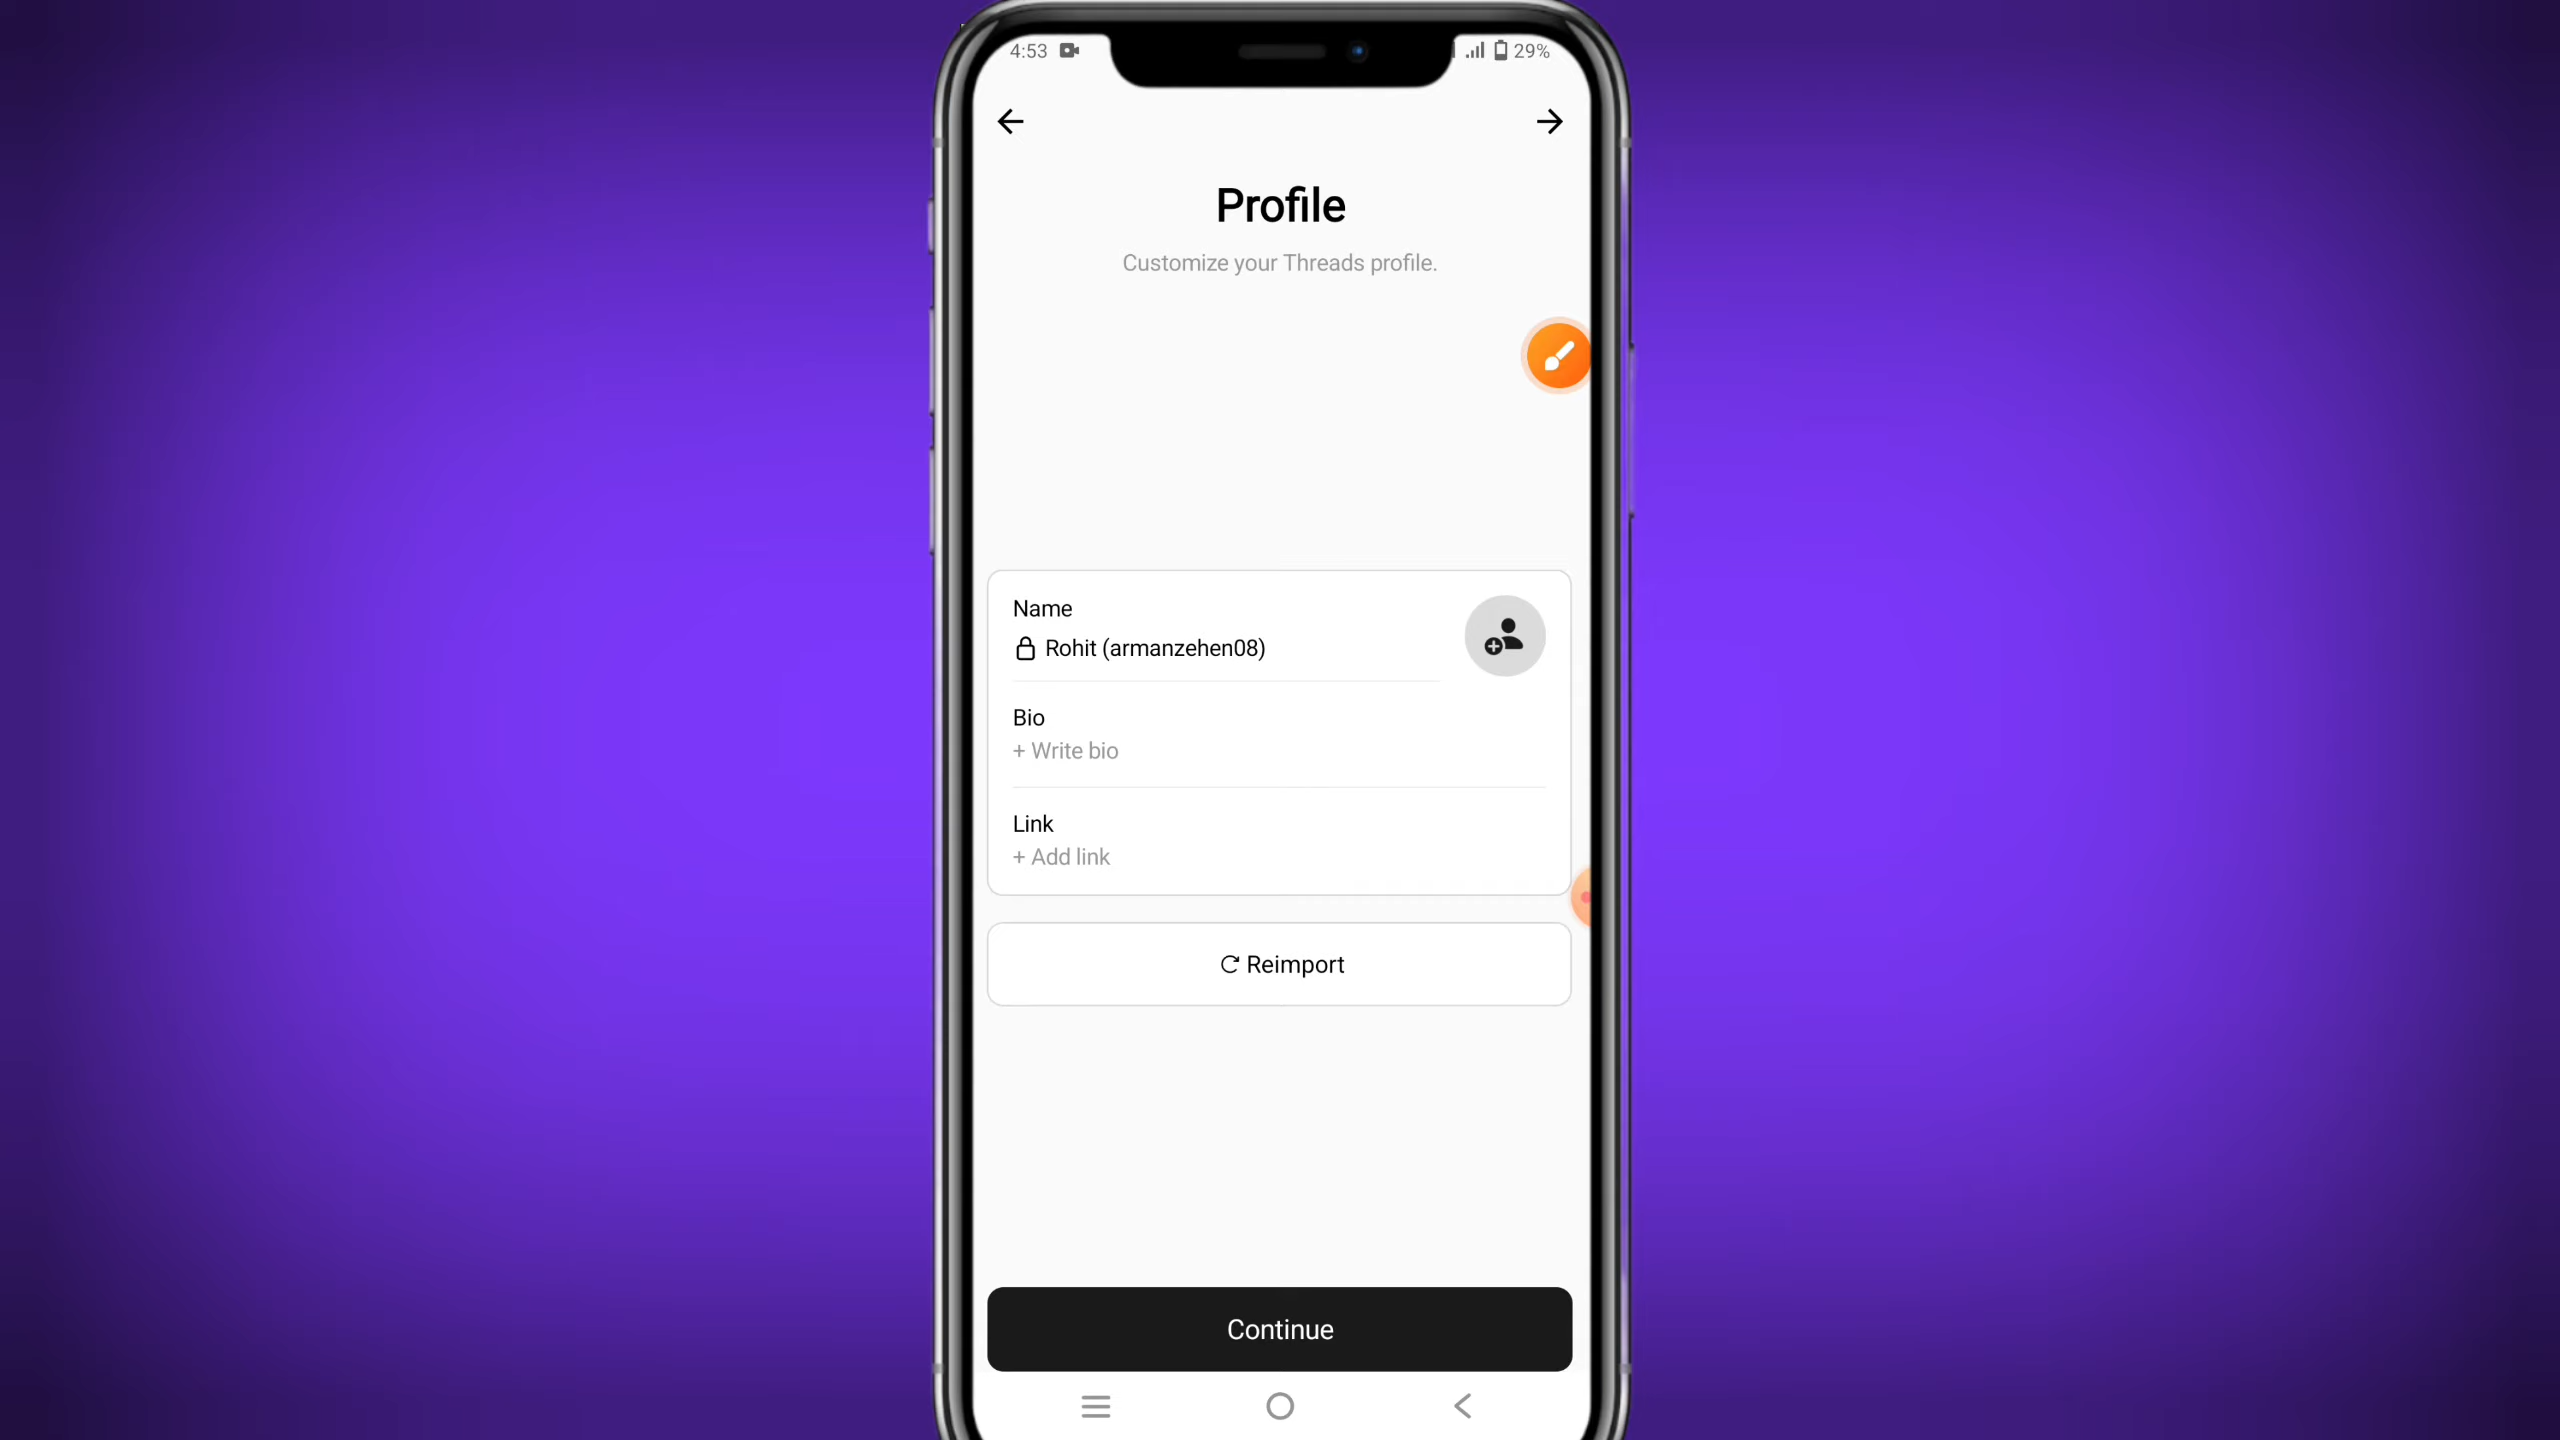 4:53
29%
Profile
Customize your Threads profile.
Name
Rohit (armanzehen08)
Bio
+ Write bio
Link
+ Add link
Reimport
Continue